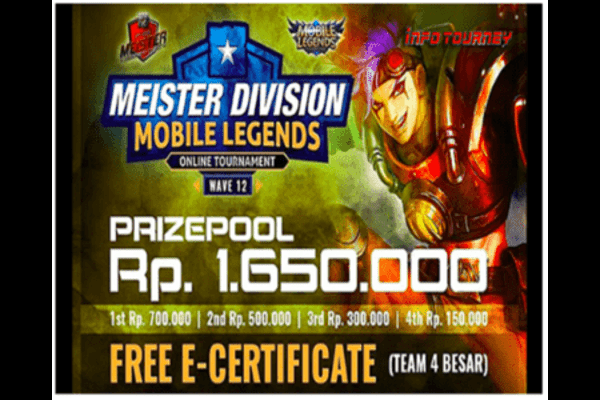 MEISTER
MOBILE
LEGENDS
INFOTOURNEY
MEISTER DIVISION
MOBILE LEGENDS
ONLINE TOURNAMENT
WAVE 12
PRIZEPOOL
Rp. 1.650.000
1st Rp. 700.000 | 2nd Rp. 500.000 | 3rd Rp. 300.000 | 4th Rp. 150.000
FREE E-CERTIFICATE (TEAM 4 BESAR)